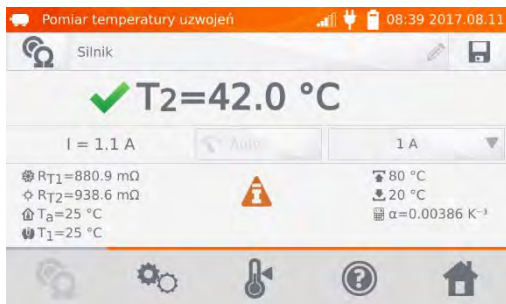 Pomiar temperatury uzwojeń 08:39 2017.08.11
Silnik
T2=42.0 °C
I = 1.1 A Auto 1 A
RT1=880.9 mΩ
RT2=938.6 mΩ
Ta=25 °C
T1=25 °C
80 °C
20 °C
α=0.00386 K⁻¹